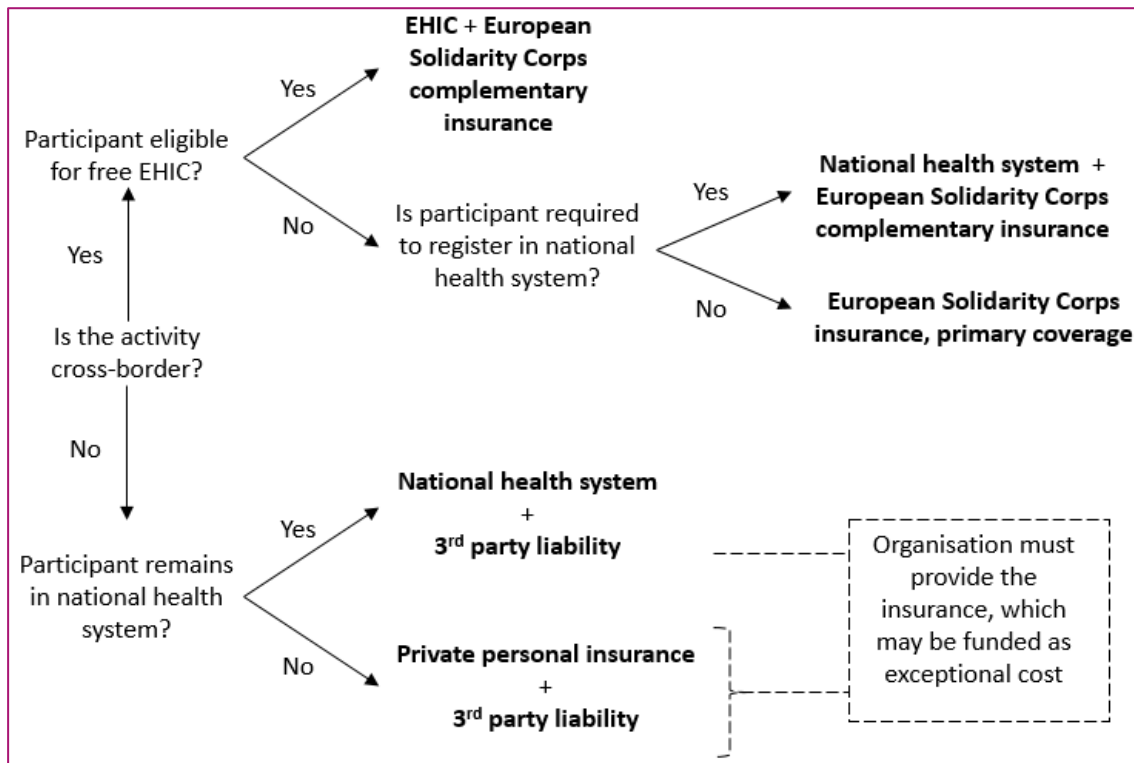 EHIC + European
Solidarity Corps
complementary
insurance
Yes
Participant eligible
for free EHIC?
No
Is participant required
to register in national
health system?
Yes
National health system +
European Solidarity Corps
complementary insurance
No
European Solidarity Corps
insurance, primary coverage
Yes
Is the activity
cross-border?
No
Participant remains
in national health
system?
Yes
National health system
+
3rd party liability
No
Private personal insurance
+
3rd party liability
Organisation must
provide the
insurance, which
may be funded as
exceptional cost